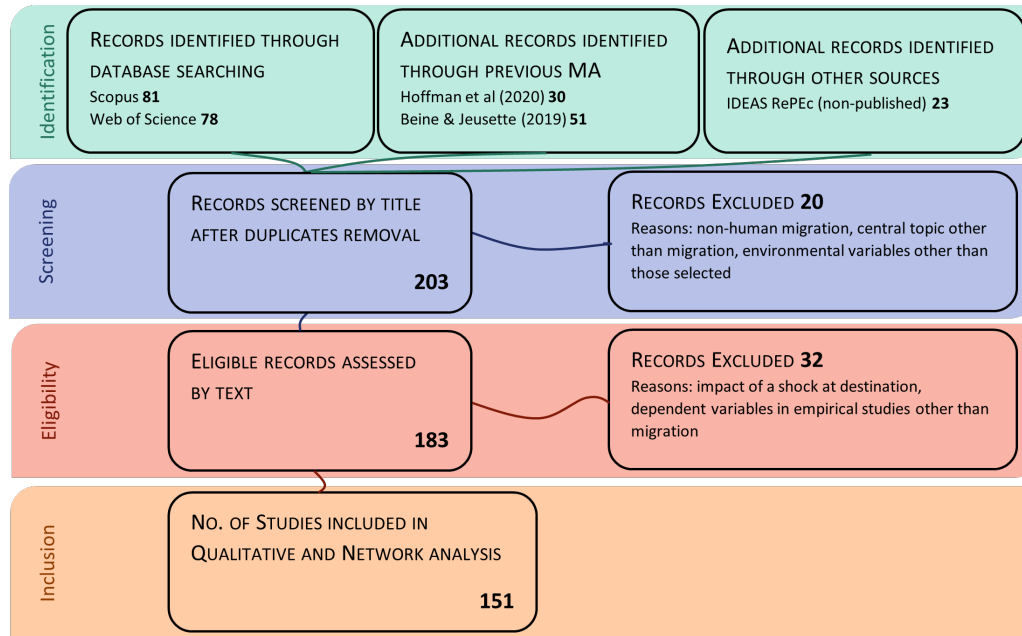 Identification
RECORDS IDENTIFIED THROUGH
DATABASE SEARCHING
Scopus 81
Web of Science 78
ADDITIONAL RECORDS IDENTIFIED
THROUGH PREVIOUS MA
Hoffman et al (2020) 30
Beine & Jeusette (2019) 51
ADDITIONAL RECORDS IDENTIFIED
THROUGH OTHER SOURCES
IDEAS RePEc (non-published) 23
Screening
RECORDS SCREENED BY TITLE
AFTER DUPLICATES REMOVAL
203
RECORDS EXCLUDED 20
Reasons: non-human migration, central topic other
than migration, environmental variables other than
those selected
Eligibility
ELIGIBLE RECORDS ASSESSED
BY TEXT
183
RECORDS EXCLUDED 32
Reasons: impact of a shock at destination,
dependent variables in empirical studies other than
migration
Inclusion
NO. OF STUDIES INCLUDED IN
QUALITATIVE AND NETWORK ANALYSIS
151